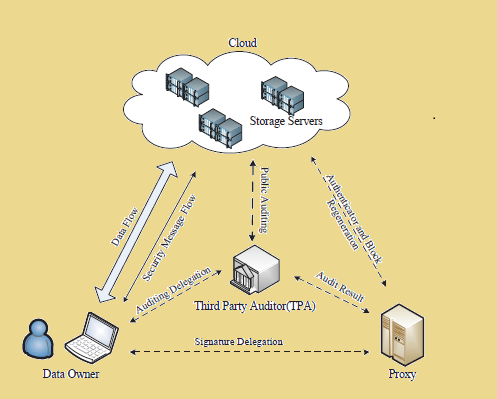 Cloud
Storage Servers
Data Flow
Security Message Flow
Public Auditing
Authenticator and Block
Regeneration
Auditing Delegation
Audit Result
Third Party Auditor(TPA)
Signature Delegation
Data Owner
Proxy